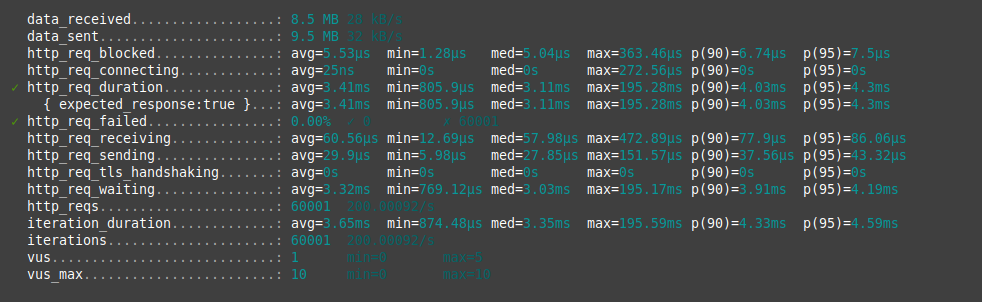 data_received..................: 8.5 MB 28 kB/s
data_sent......................: 9.5 MB 32 kB/s
http_req_blocked...............: avg=5.53µs min=1.28µs med=5.04µs max=363.46µs p(90)=6.74µs p(95)=7.5µs
http_req_connecting............: avg=25ns min=0s med=0s max=272.56µs p(90)=0s p(95)=0s
✓ http_req_duration..............: avg=3.41ms min=805.9µs med=3.11ms max=195.28ms p(90)=4.03ms p(95)=4.3ms
{ expected_response:true }...: avg=3.41ms min=805.9µs med=3.11ms max=195.28ms p(90)=4.03ms p(95)=4.3ms
✓ http_req_failed................: 0.00% ✓ 0 ✗ 60001
http_req_receiving.............: avg=60.56µs min=12.69µs med=57.98µs max=472.89µs p(90)=77.9µs p(95)=86.06µs
http_req_sending...............: avg=29.9µs min=5.98µs med=27.85µs max=151.57µs p(90)=37.56µs p(95)=43.32µs
http_req_tls_handshaking.......: avg=0s min=0s med=0s max=0s p(90)=0s p(95)=0s
http_req_waiting...............: avg=3.32ms min=769.12µs med=3.03ms max=195.17ms p(90)=3.91ms p(95)=4.19ms
http_reqs......................: 60001 200.00092/s
iteration_duration.............: avg=3.65ms min=874.48µs med=3.35ms max=195.59ms p(90)=4.33ms p(95)=4.59ms
iterations.....................: 60001 200.00092/s
vus............................: 1 min=0 max=5
vus_max........................: 10 min=0 max=10